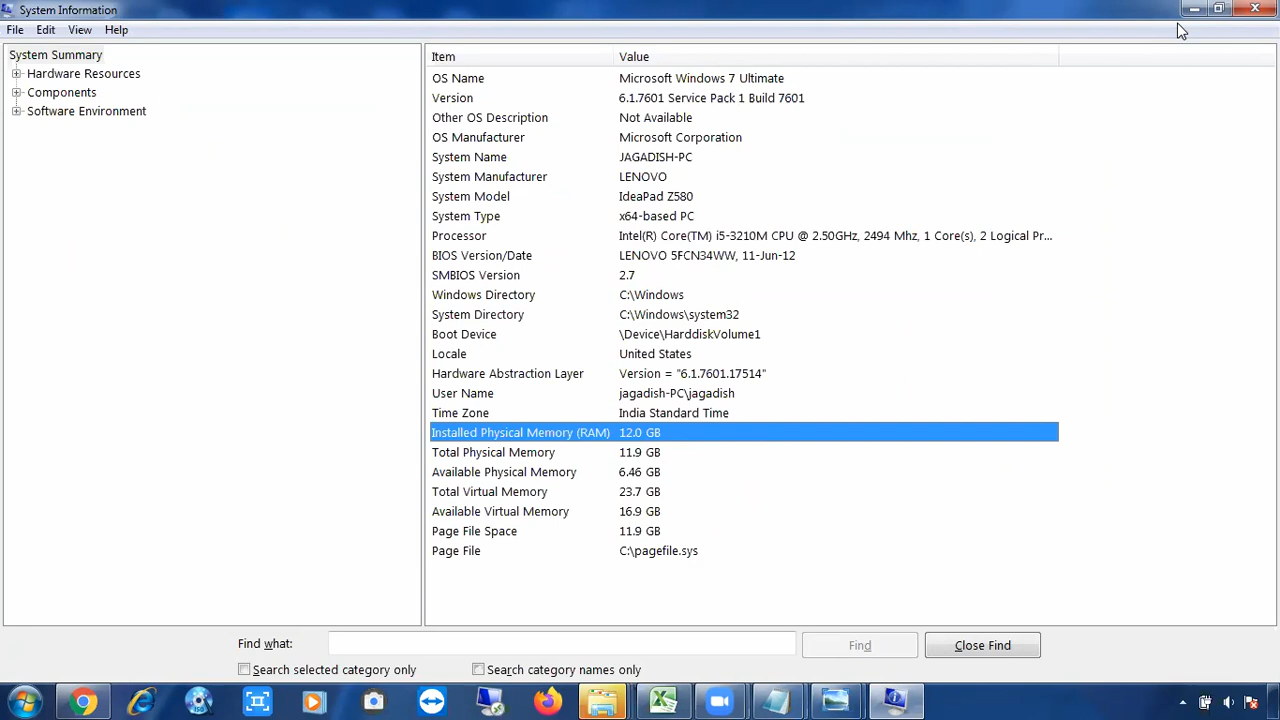 System Information
File Edit View Help
System Summary
Hardware Resources
Components
Software Environment
Item Value
OS Name Microsoft Windows 7 Ultimate
Version 6.1.7601 Service Pack 1 Build 7601
Other OS Description Not Available
OS Manufacturer Microsoft Corporation
System Name JAGADISH-PC
System Manufacturer LENOVO
System Model IdeaPad Z580
System Type x64-based PC
Processor Intel(R) Core(TM) i5-3210M CPU @ 2.50GHz, 2494 Mhz, 1 Core(s), 2 Logical Pr...
BIOS Version/Date LENOVO 5FCN34WW, 11-Jun-12
SMBIOS Version 2.7
Windows Directory C:\Windows
System Directory C:\Windows\system32
Boot Device \Device\HarddiskVolume1
Locale United States
Hardware Abstraction Layer Version = "6.1.7601.17514"
User Name jagadish-PC\jagadish
Time Zone India Standard Time
Installed Physical Memory (RAM) 12.0 GB
Total Physical Memory 11.9 GB
Available Physical Memory 6.46 GB
Total Virtual Memory 23.7 GB
Available Virtual Memory 16.9 GB
Page File Space 11.9 GB
Page File C:\pagefile.sys
Find what: Find Close Find
Search selected category only Search category names only